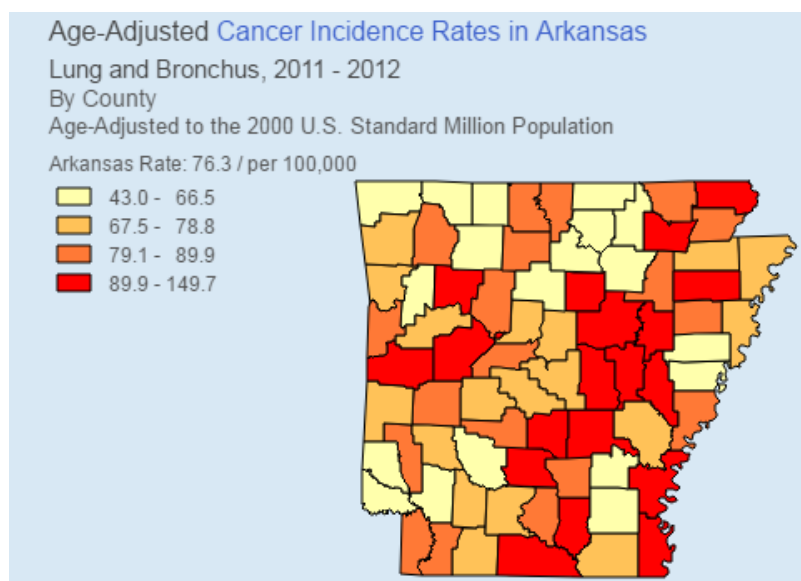 Age-Adjusted Cancer Incidence Rates in Arkansas
Lung and Bronchus, 2011 - 2012
By County
Age-Adjusted to the 2000 U.S. Standard Million Population
Arkansas Rate: 76.3 / per 100,000
43.0 - 66.5
67.5 - 78.8
79.1 - 89.9
89.9 - 149.7